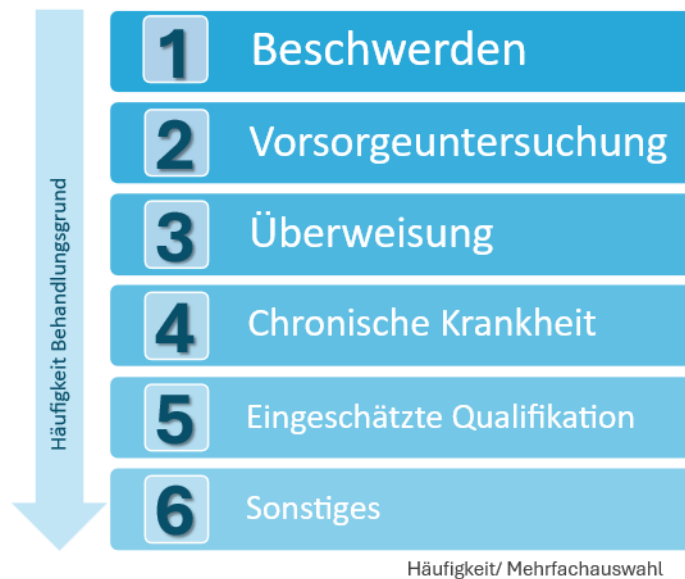 Häufigkeit Behandlungsgrund
1 Beschwerden
2 Vorsorgeuntersuchung
3 Überweisung
4 Chronische Krankheit
5 Eingeschätzte Qualifikation
6 Sonstiges
Häufigkeit/ Mehrfachauswahl